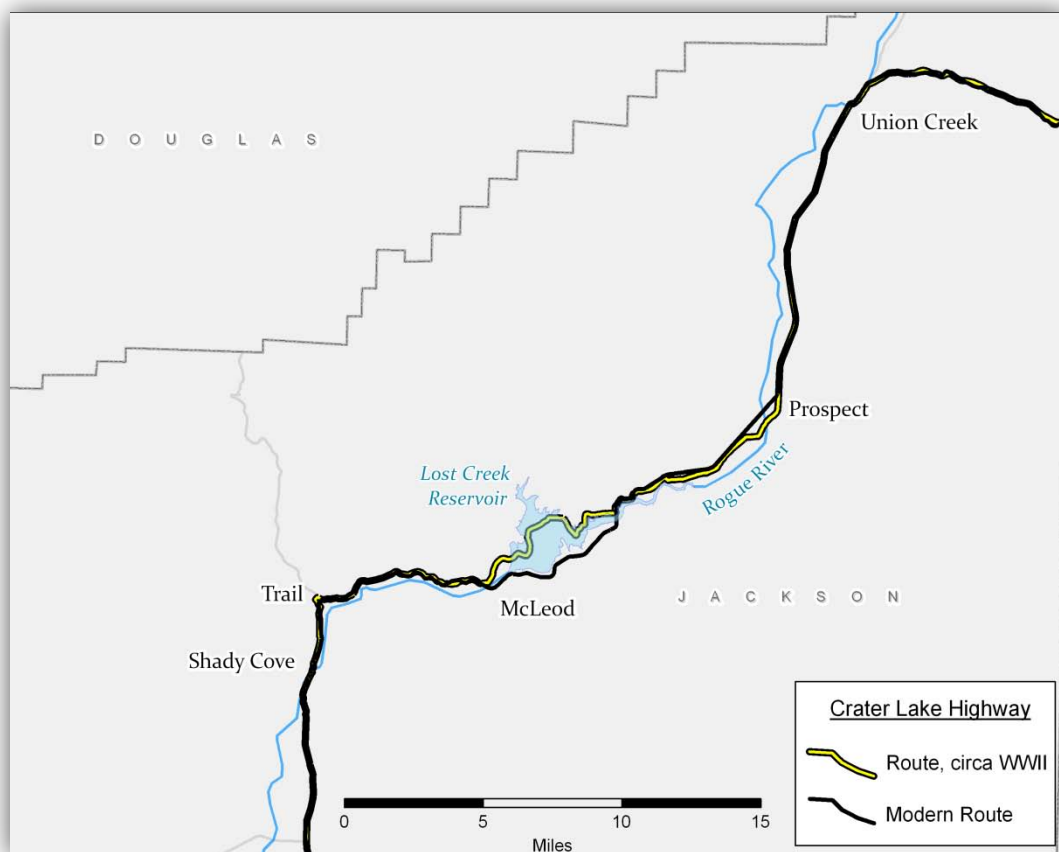 DOUGLAS
Union Creek
Prospect
Lost Creek
Reservoir
Rogue River
Trail
McLeod
JACKSON
Shady Cove
Crater Lake Highway
Route, circa WWII
Modern Route
0 5 10 15
Miles